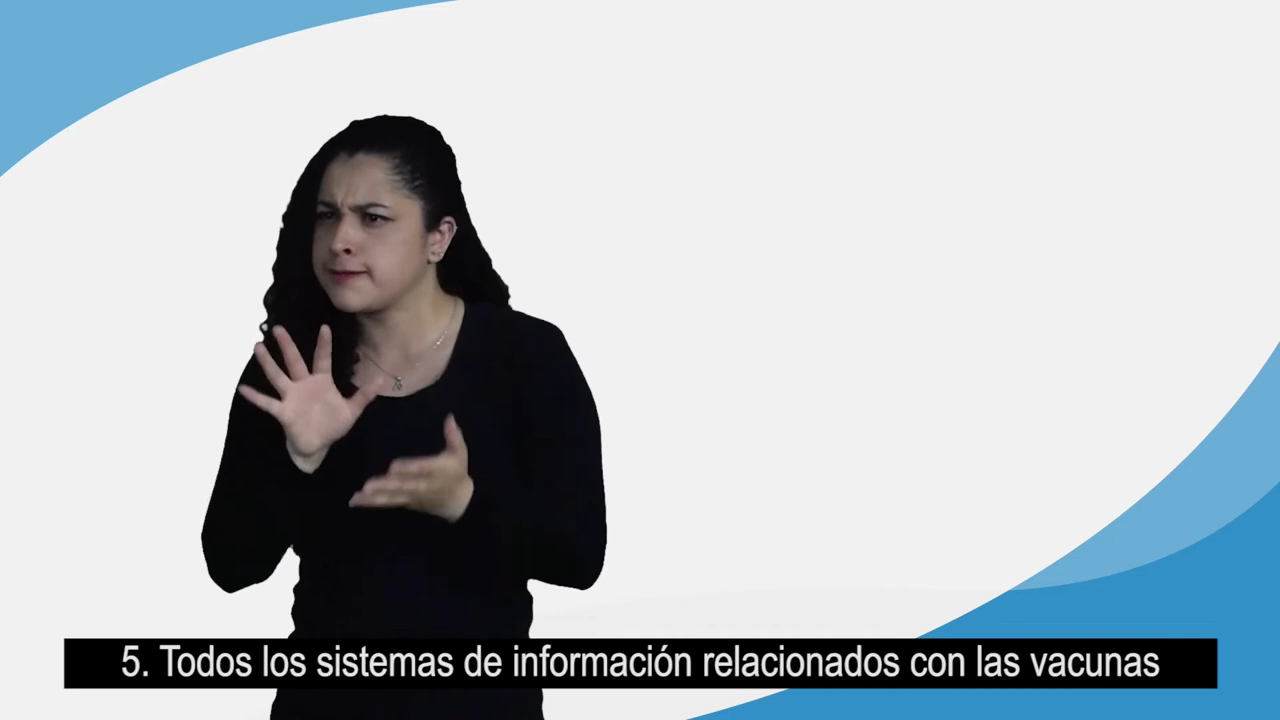 5. Todos los sistemas de información relacionados con las vacunas